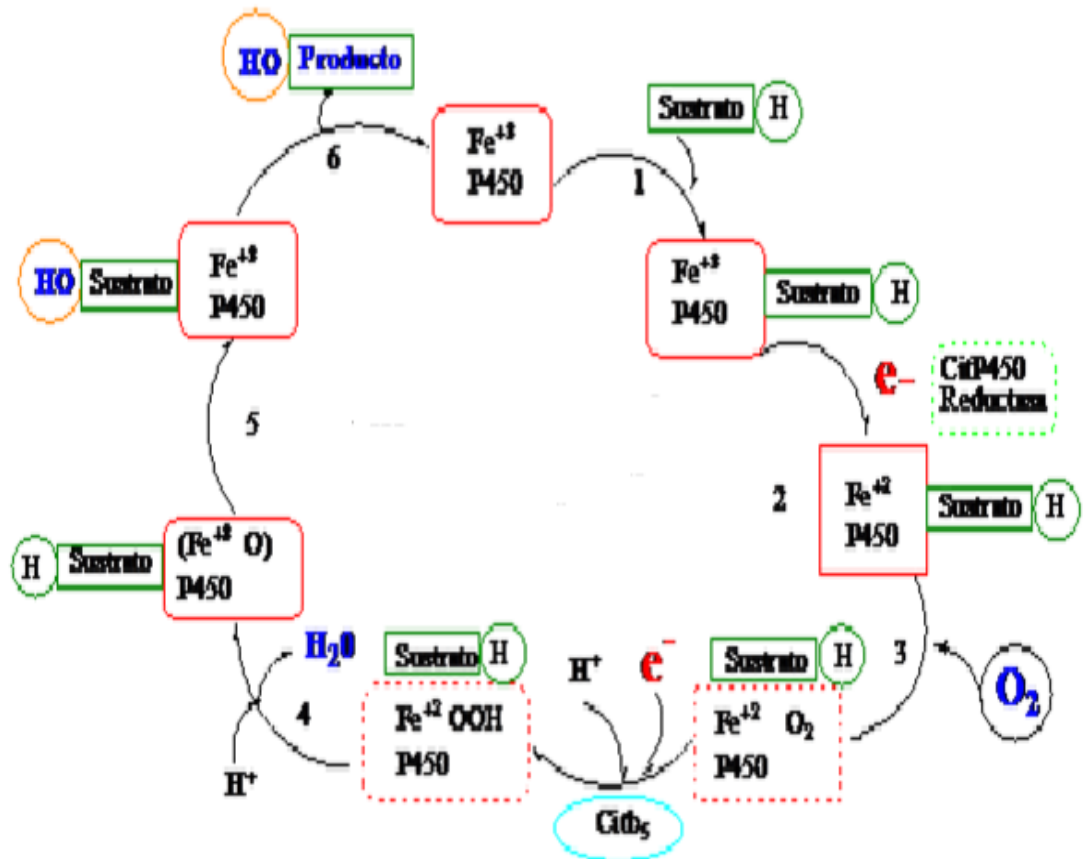 HO Producto
6
Fe⁺³
P450
Sustrato H
1
Fe⁺³
P450
Sustrato H
e–
CitP450
Reductasa
2
Fe⁺²
P450
Sustrato H
3
O₂
Sustrato H
Fe⁺² O₂
P450
e⁻
H⁺
Citb₅
Sustrato H
Fe⁺² OOH
P450
4
H₂O
H⁺
H Sustrato
(Fe⁺³ O)
P450
5
HO Sustrato
Fe⁺³
P450